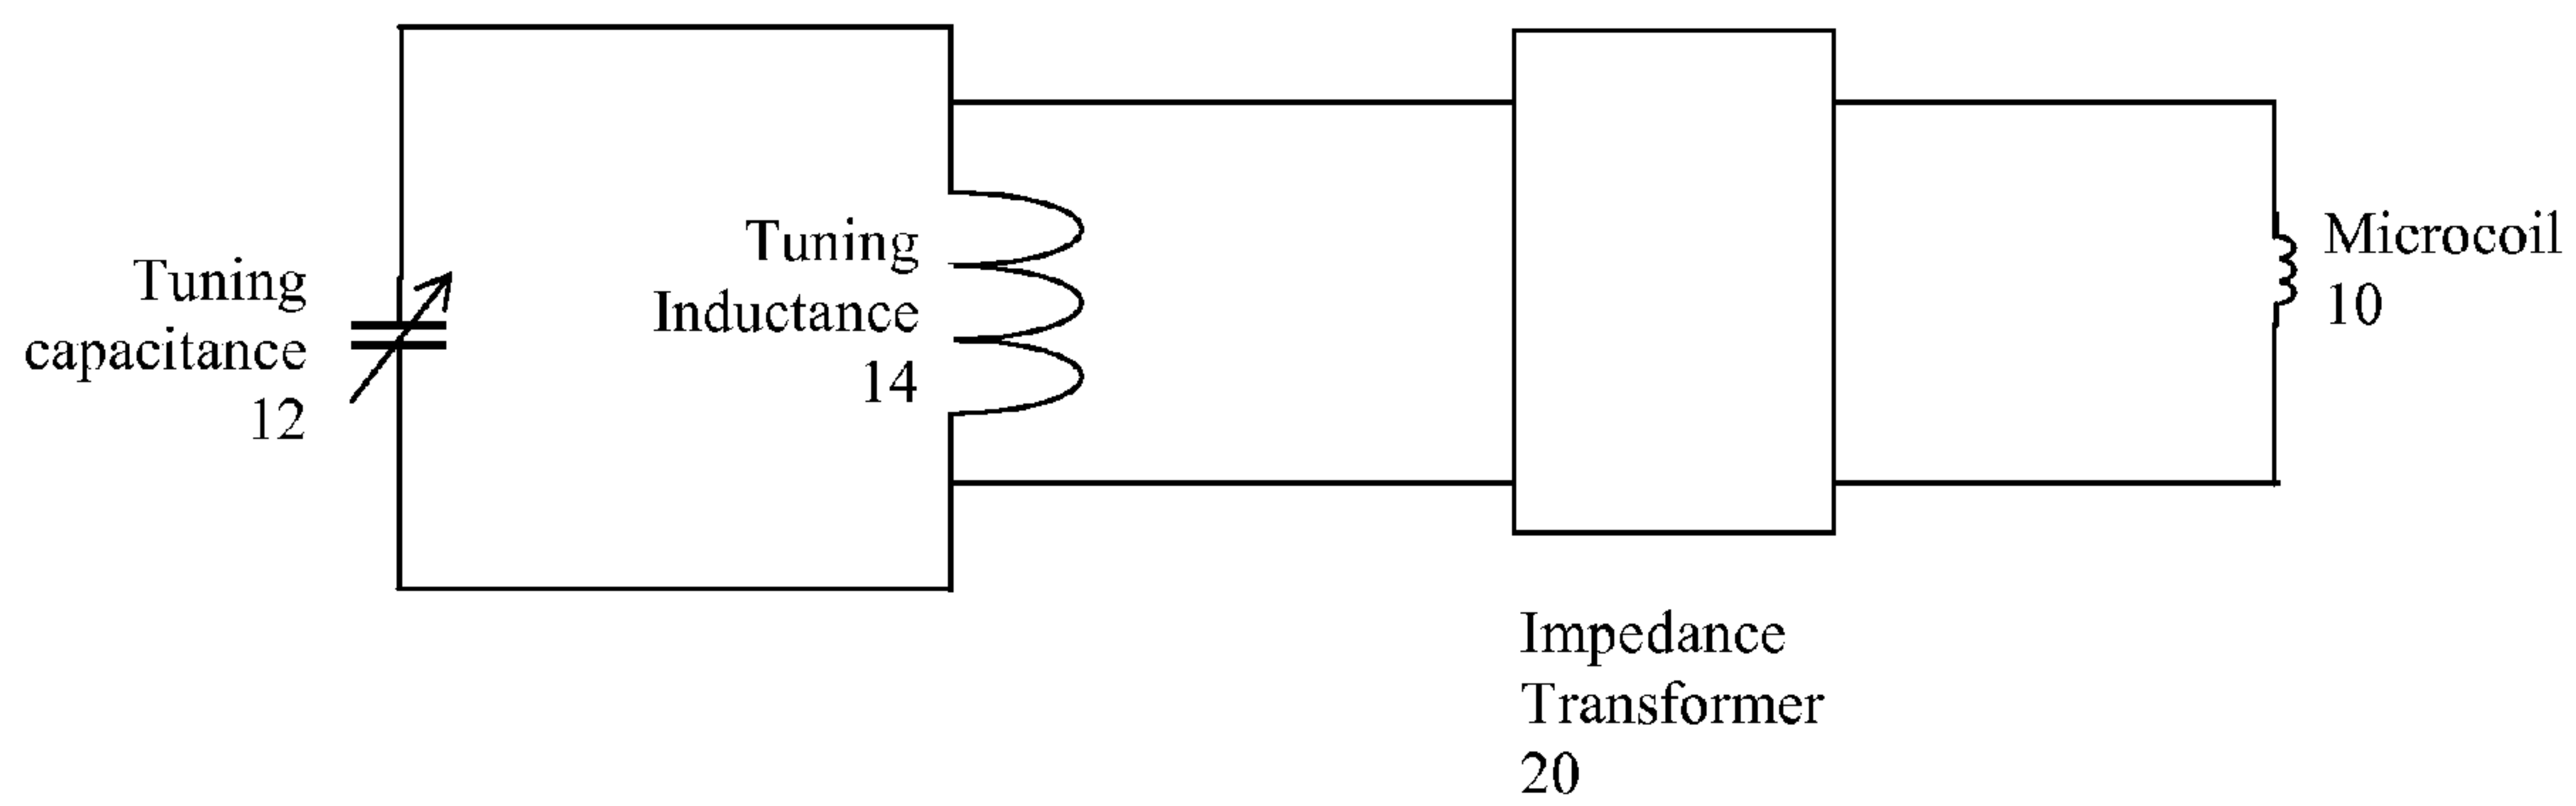 Tuning
capacitance
12
Tuning
Inductance
14
Impedance
Transformer
20
Microcoil
10